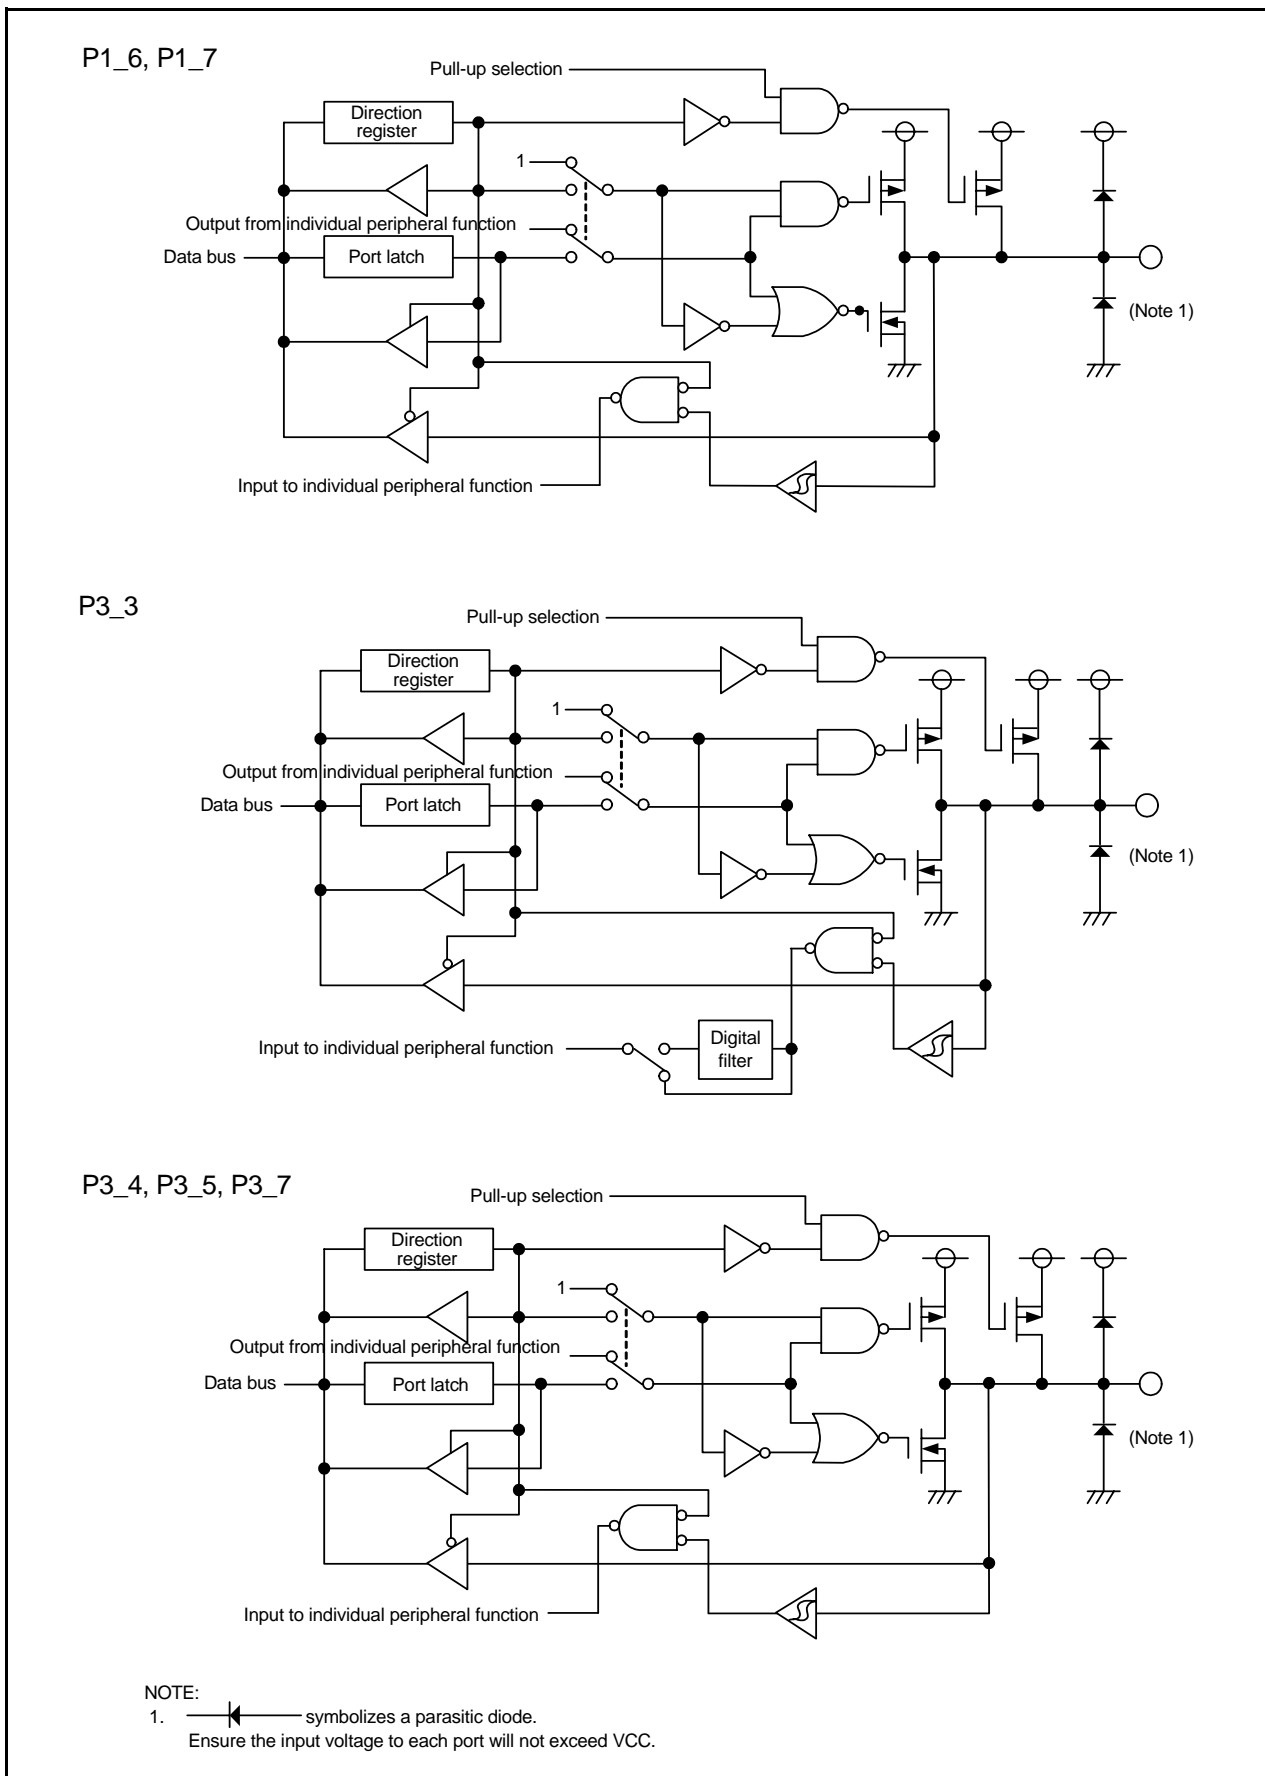 P1_6, P1_7
Pull-up selection
Direction
register
1
Output from individual peripheral function
Data bus
Port latch
(Note 1)
Input to individual peripheral function
P3_3
Pull-up selection
Direction
register
1
Output from individual peripheral function
Data bus
Port latch
(Note 1)
Input to individual peripheral function
Digital
filter
P3_4, P3_5, P3_7
Pull-up selection
Direction
register
1
Output from individual peripheral function
Data bus
Port latch
(Note 1)
Input to individual peripheral function
NOTE:
1. symbolizes a parasitic diode.
Ensure the input voltage to each port will not exceed VCC.